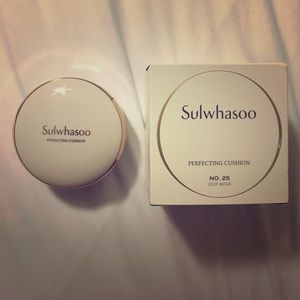 Sulwhasoo
PERFECTING CUSHION
Sulwhasoo
PERFECTING CUSHION
NO. 25
DEEP BEIGE